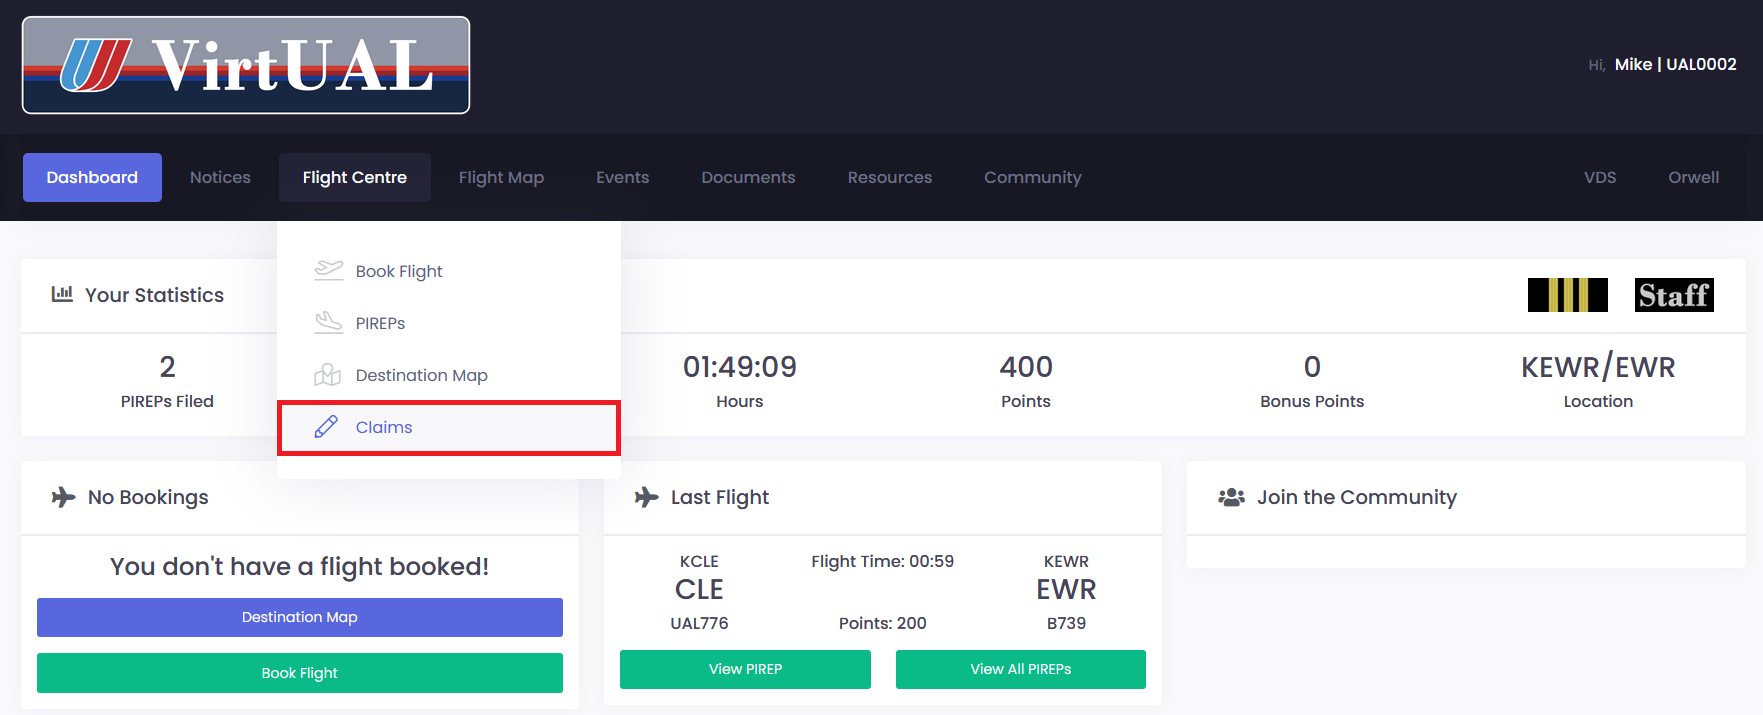 VirtUAL
Hi, Mike | UAL0002
Dashboard Notices Flight Centre Flight Map Events Documents Resources Community VDS Orwell
Book Flight
PIREPs
Destination Map
Claims
Your Statistics
Staff
2
PIREPs Filed
01:49:09
Hours
400
Points
0
Bonus Points
KEWR/EWR
Location
No Bookings
You don't have a flight booked!
Destination Map
Book Flight
Last Flight
KCLE Flight Time: 00:59 KEWR
CLE EWR
UAL776 Points: 200 B739
View PIREP View All PIREPs
Join the Community